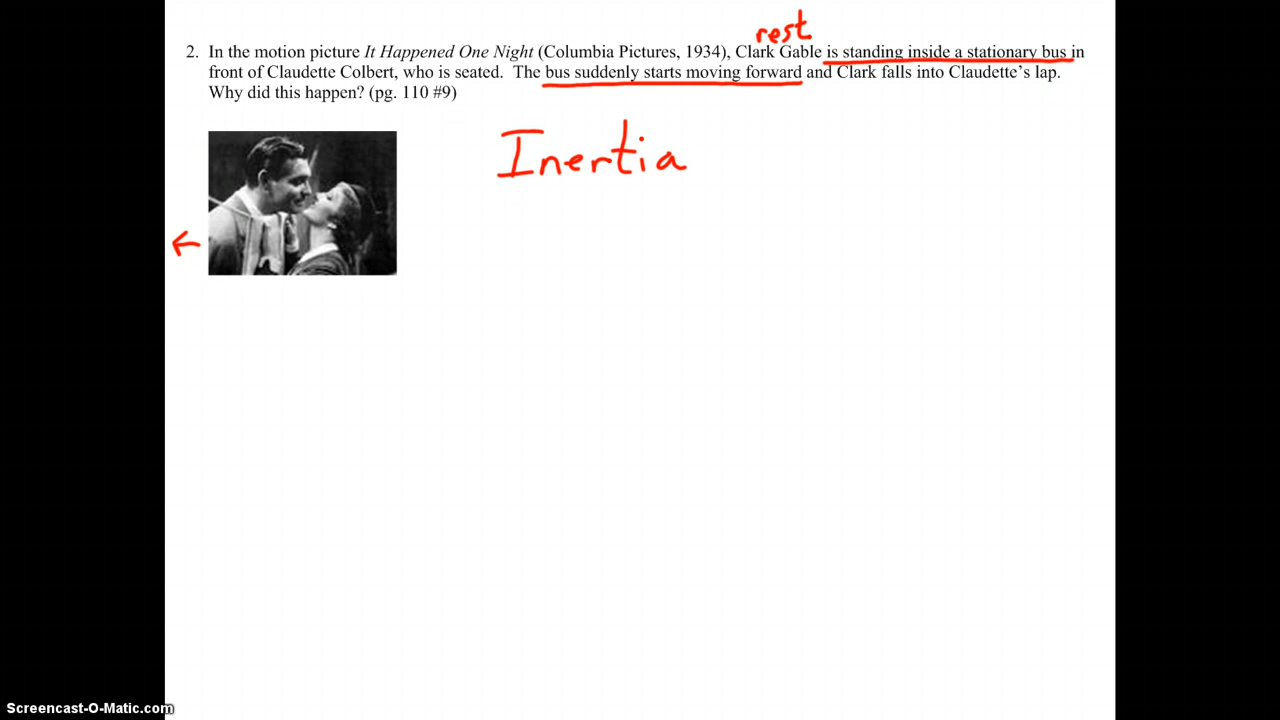 rest
2. In the motion picture It Happened One Night (Columbia Pictures, 1934), Clark Gable is standing inside a stationary bus in
front of Claudette Colbert, who is seated. The bus suddenly starts moving forward and Clark falls into Claudette's lap.
Why did this happen? (pg. 110 #9)
Inertia
Screencast-O-Matic.com